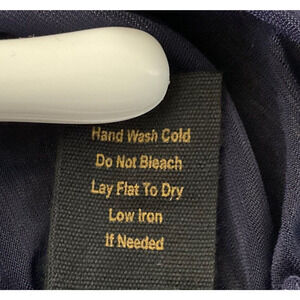 Hand Wash Cold
Do Not Bleach
Lay Flat To Dry
Low Iron
If Needed